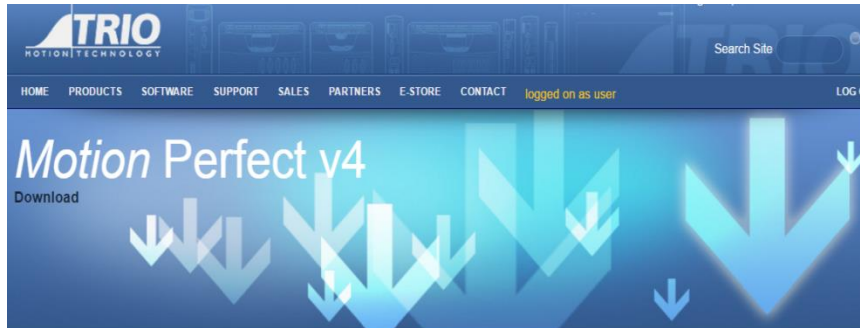 TRIO
MOTION TECHNOLOGY
Search Site
HOME PRODUCTS SOFTWARE SUPPORT SALES PARTNERS E-STORE CONTACT logged on as user LOG
Motion Perfect v4
Download